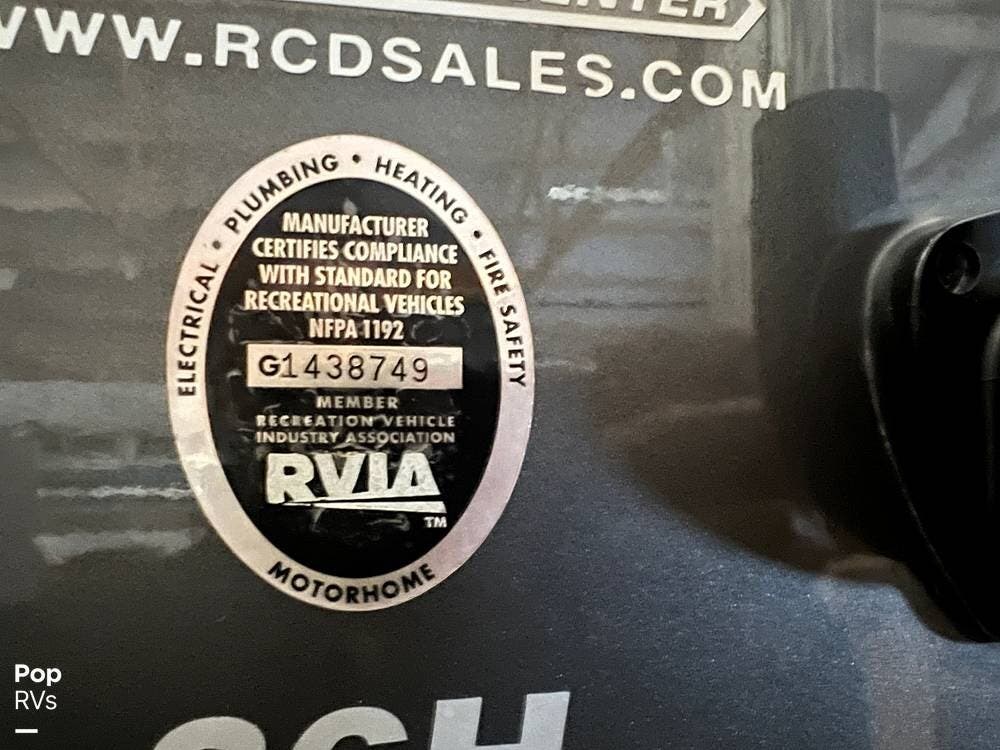 WWW.RCDSALES.COM
ELECTRICAL • PLUMBING • HEATING • FIRE SAFETY
MANUFACTURER
CERTIFIES COMPLIANCE
WITH STANDARD FOR
RECREATIONAL VEHICLES
NFPA 1192
G1438749
MEMBER
RECREATION VEHICLE
INDUSTRY ASSOCIATION
RVIA
TM
MOTORHOME
Pop
RVs